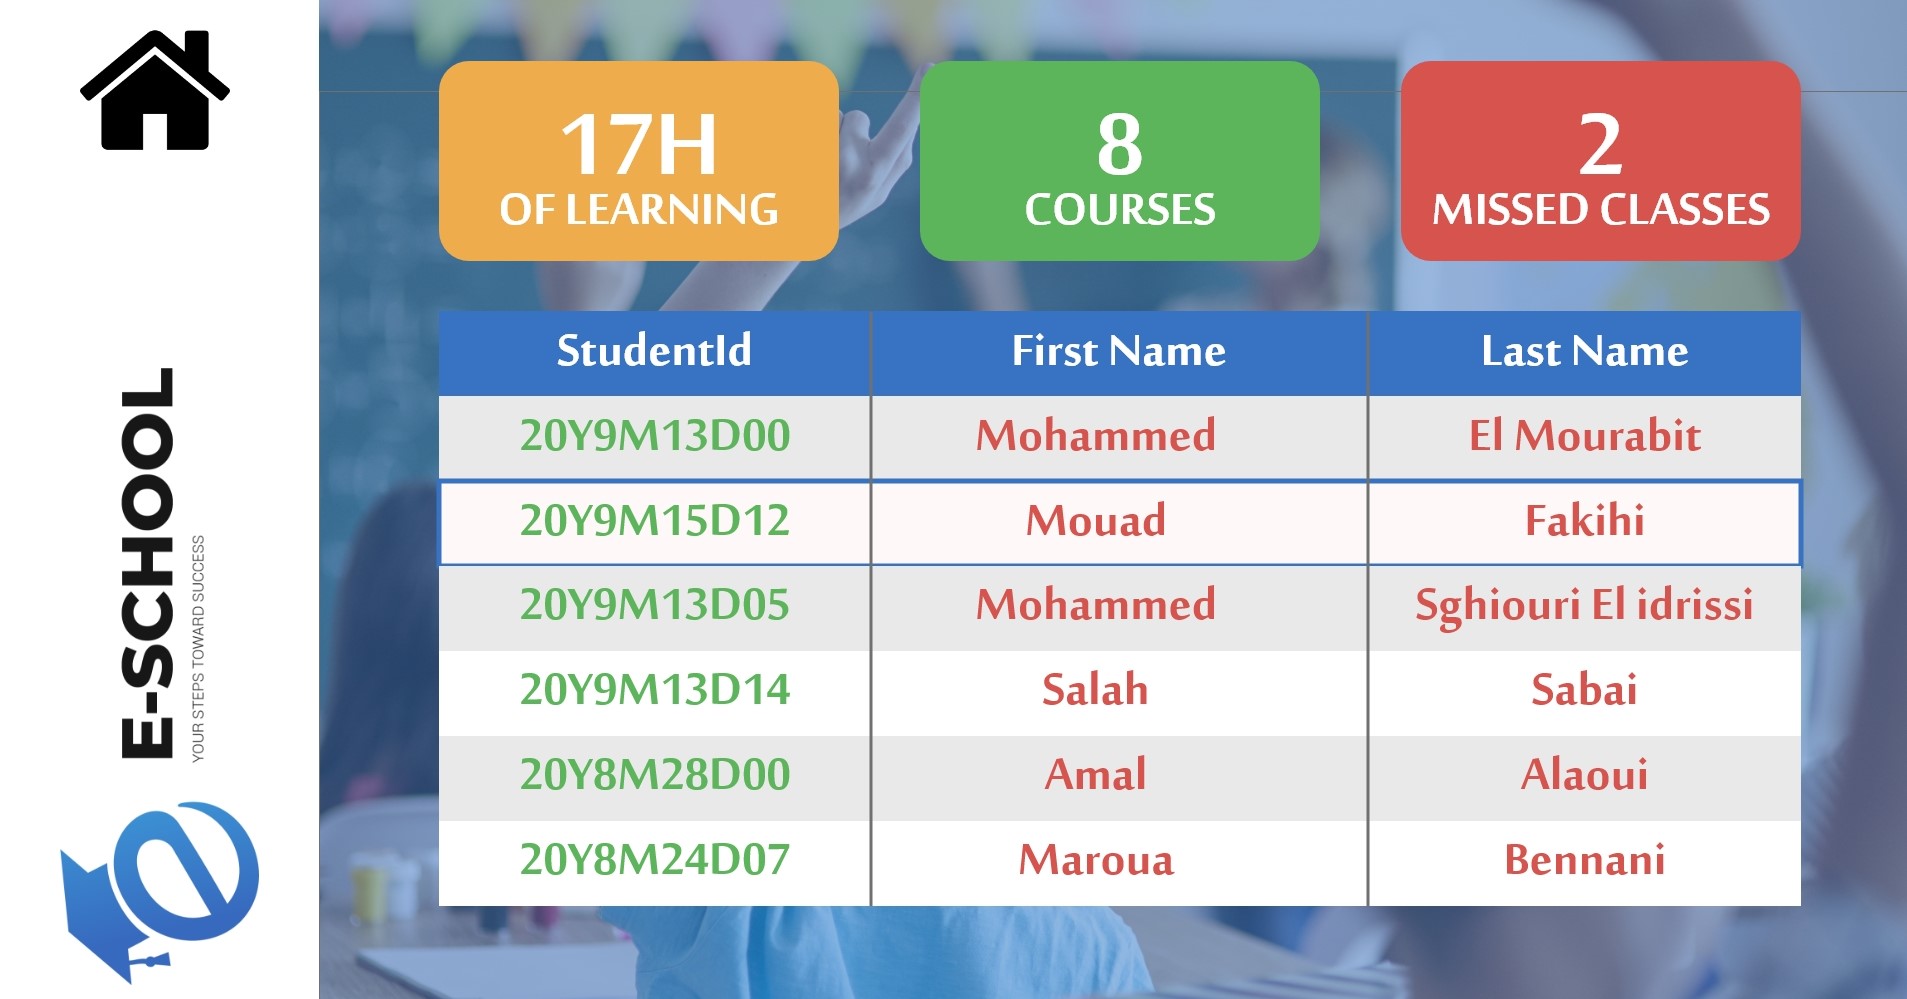 17H
OF LEARNING
8
COURSES
2
MISSED CLASSES
StudentId First Name Last Name
20Y9M13D00 Mohammed El Mourabit
20Y9M15D12 Mouad Fakihi
20Y9M13D05 Mohammed Sghiouri El idrissi
20Y9M13D14 Salah Sabai
20Y8M28D00 Amal Alaoui
20Y8M24D07 Maroua Bennani
E-SCHOOL
YOUR STEPS TOWARD SUCCESS